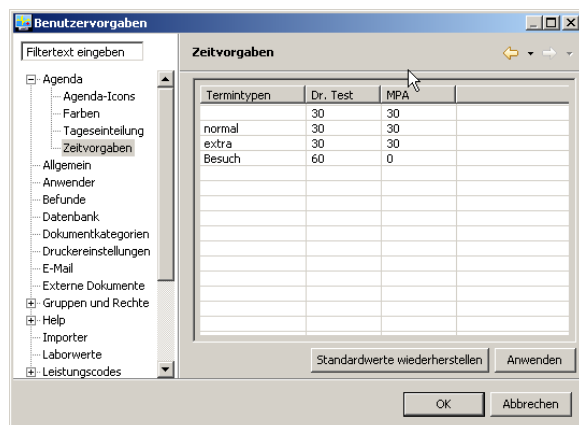 Benutzervorgaben
Filtertext eingeben
Agenda
Agenda-Icons
Farben
Tageseinteilung
Zeitvorgaben
Allgemein
Anwender
Befunde
Datenbank
Dokumentkategorien
Druckereinstellungen
E-Mail
Externe Dokumente
Gruppen und Rechte
Help
Importer
Laborwerte
Leistungscodes
Zeitvorgaben
Termintypen Dr. Test MPA
30 30
normal 30 30
extra 30 30
Besuch 60 0
Standardwerte wiederherstellen Anwenden
OK Abbrechen